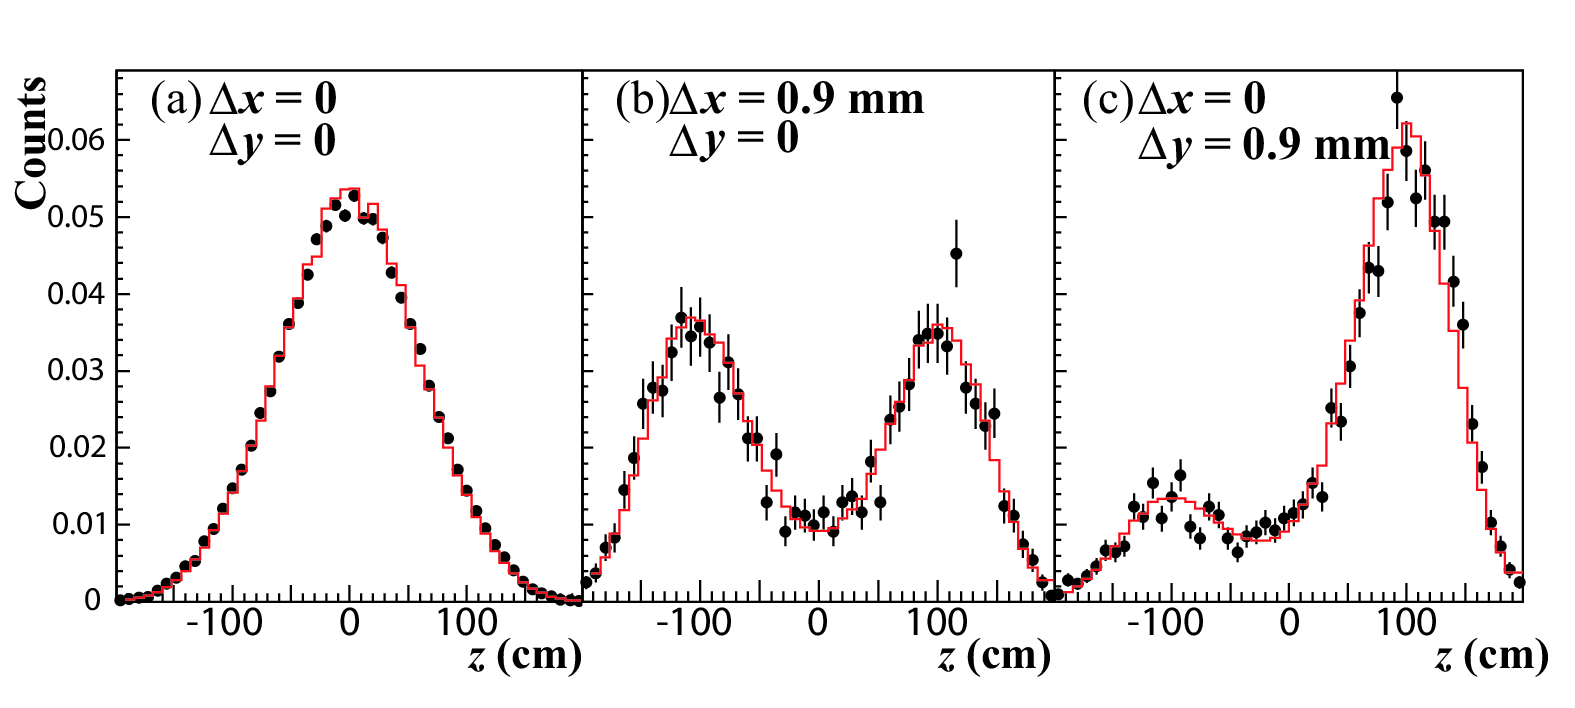 Counts
(a) Δx = 0
Δy = 0
(b) Δx = 0.9 mm
Δy = 0
(c) Δx = 0
Δy = 0.9 mm
0.06
0.05
0.04
0.03
0.02
0.01
0
-100 0 100
-100 0 100
-100 0 100
z (cm)
z (cm)
z (cm)